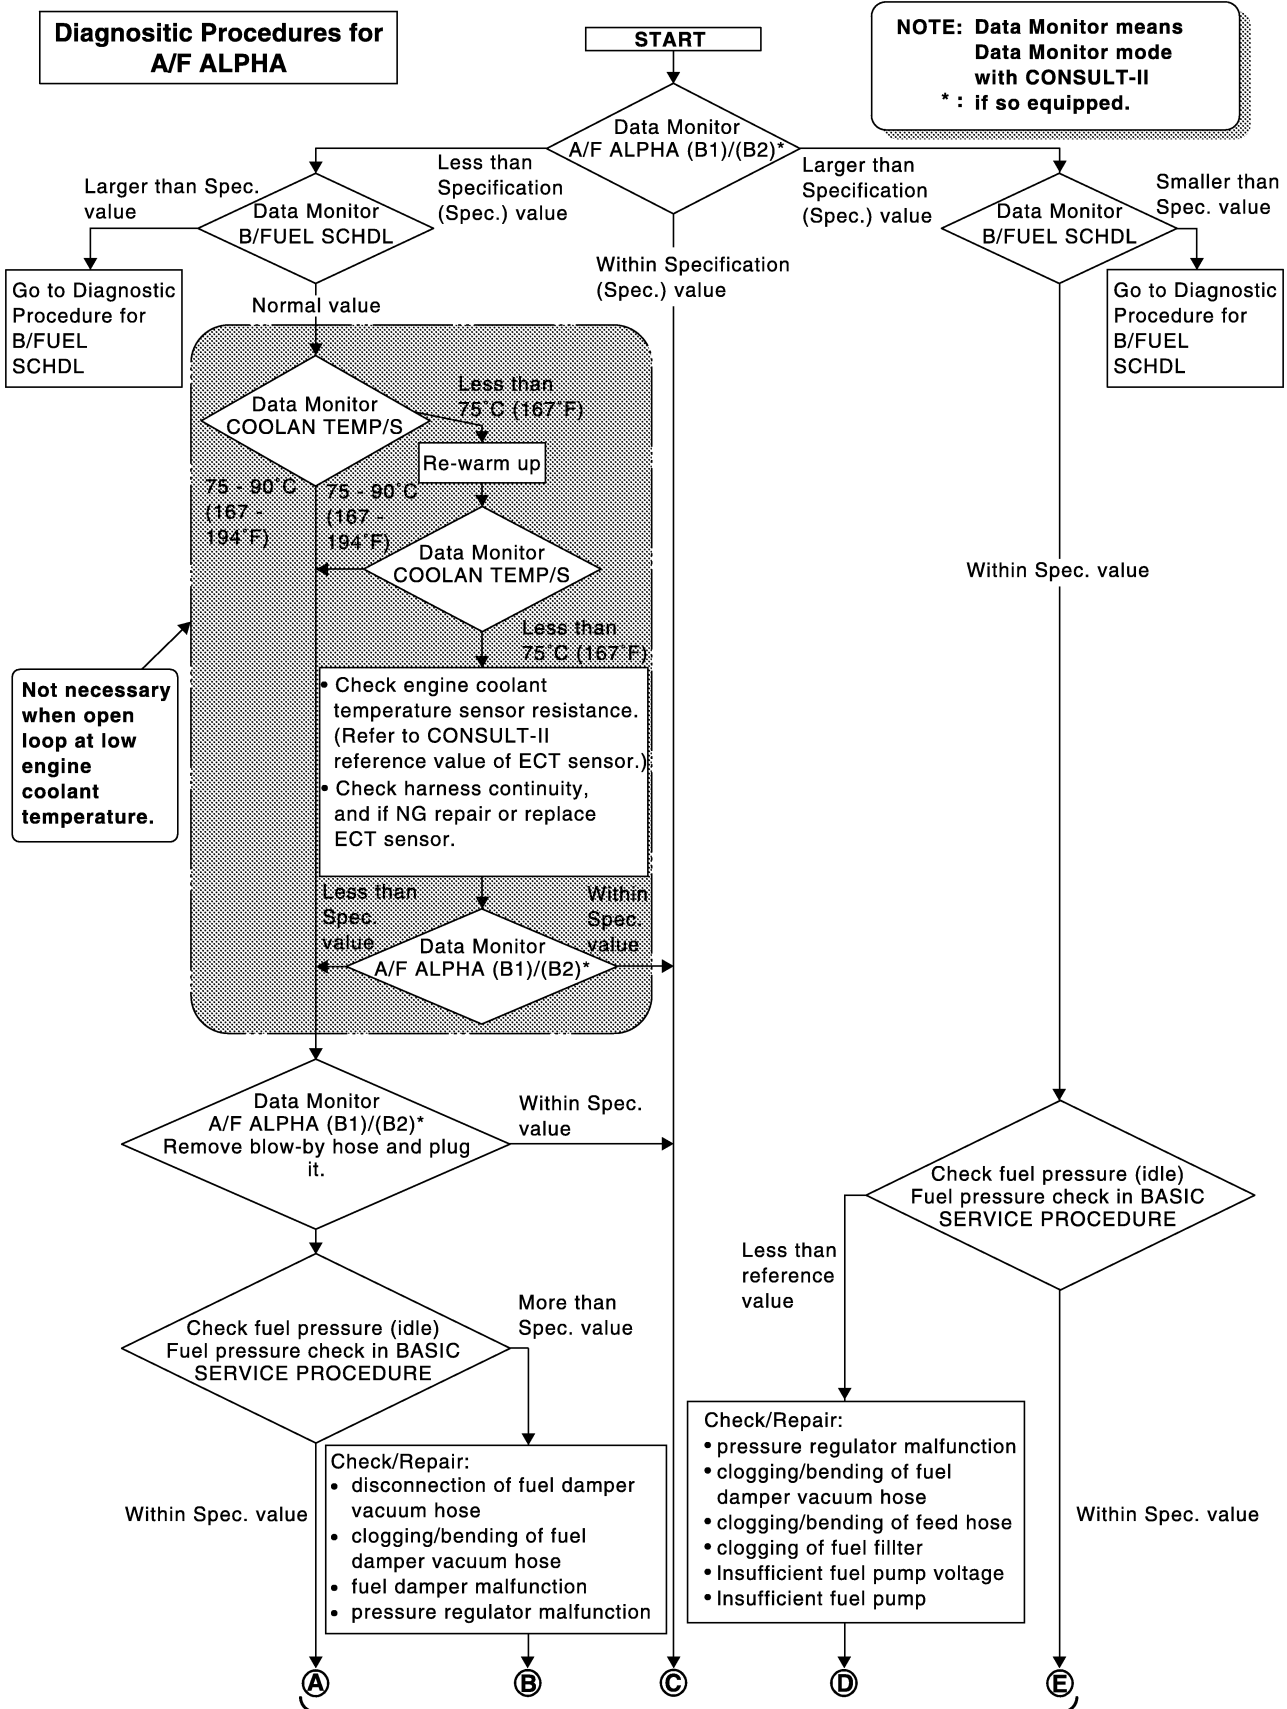 Diagnositic Procedures for
A/F ALPHA
START
NOTE: Data Monitor means
Data Monitor mode
with CONSULT-II
* : if so equipped.
Data Monitor
A/F ALPHA (B1)/(B2)*
Less than
Specification
(Spec.) value
Larger than
Specification
(Spec.) value
Within Specification
(Spec.) value
Larger than Spec.
value
Data Monitor
B/FUEL SCHDL
Smaller than
Spec. value
Data Monitor
B/FUEL SCHDL
Go to Diagnostic
Procedure for
B/FUEL
SCHDL
Normal value
Go to Diagnostic
Procedure for
B/FUEL
SCHDL
Data Monitor
COOLAN TEMP/S
Less than
75˚C (167˚F)
Re-warm up
75 - 90˚C
(167 -
194˚F)
75 - 90˚C
(167 -
194˚F)
Data Monitor
COOLAN TEMP/S
Within Spec. value
Less than
75˚C (167˚F)
Not necessary
when open
loop at low
engine
coolant
temperature.
• Check engine coolant
temperature sensor resistance.
(Refer to CONSULT-II
reference value of ECT sensor.)
• Check harness continuity,
and if NG repair or replace
ECT sensor.
Less than
Spec.
value
Within
Spec.
value
Data Monitor
A/F ALPHA (B1)/(B2)*
Data Monitor
A/F ALPHA (B1)/(B2)*
Remove blow-by hose and plug
it.
Within Spec.
value
Check fuel pressure (idle)
Fuel pressure check in BASIC
SERVICE PROCEDURE
Less than
reference
value
Check fuel pressure (idle)
Fuel pressure check in BASIC
SERVICE PROCEDURE
More than
Spec. value
Within Spec. value
Check/Repair:
• disconnection of fuel damper
vacuum hose
• clogging/bending of fuel
damper vacuum hose
• fuel damper malfunction
• pressure regulator malfunction
Check/Repair:
• pressure regulator malfunction
• clogging/bending of fuel
damper vacuum hose
• clogging/bending of feed hose
• clogging of fuel fillter
• Insufficient fuel pump voltage
• Insufficient fuel pump
Within Spec. value
A
B
C
D
E